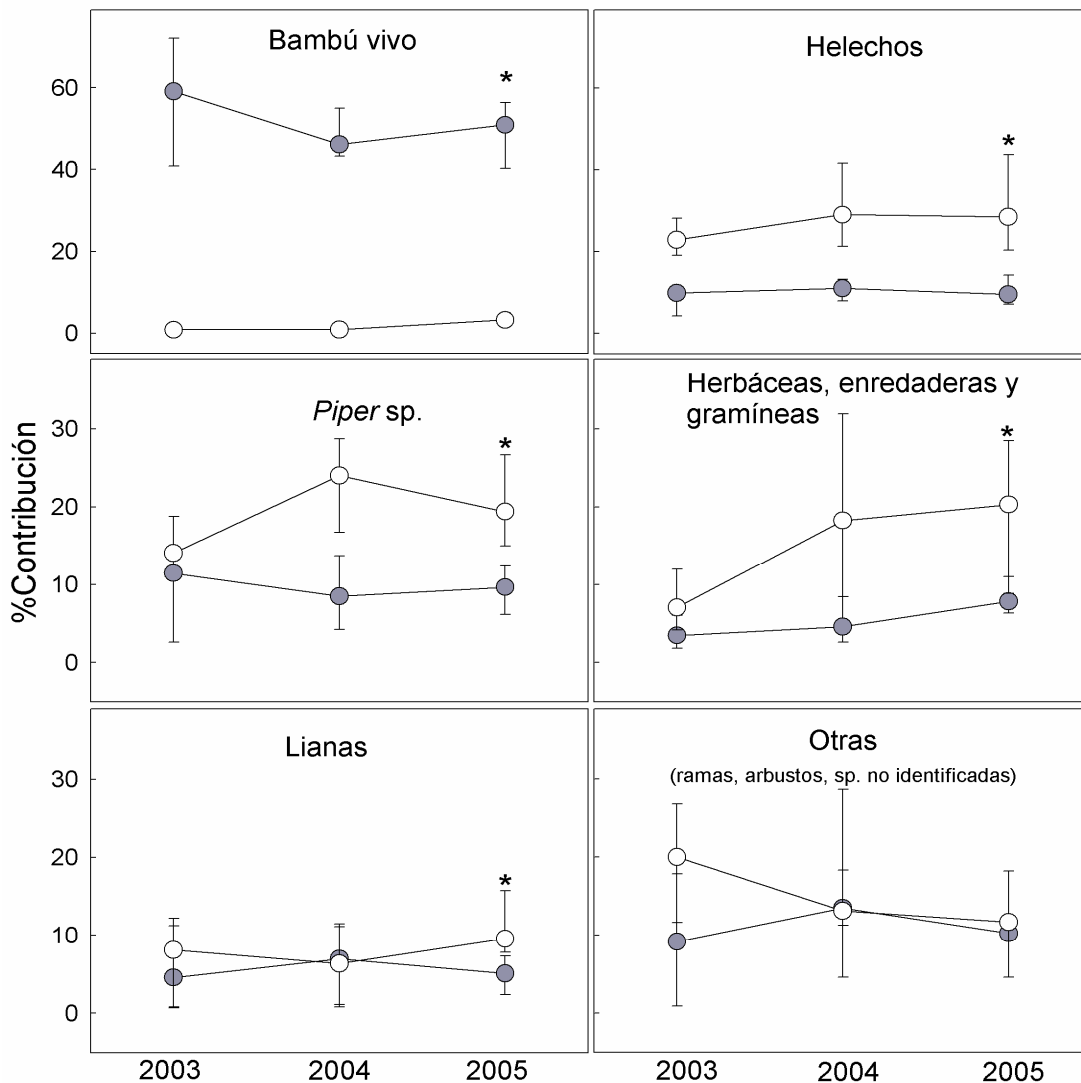 Bambú vivo
*
60
40
20
0
Helechos
*
%Contribución
Piper sp.
*
30
20
10
0
Herbáceas, enredaderas y
gramíneas
*
Lianas
*
30
20
10
0
2003 2004 2005
Otras
(ramas, arbustos, sp. no identificadas)
2003 2004 2005